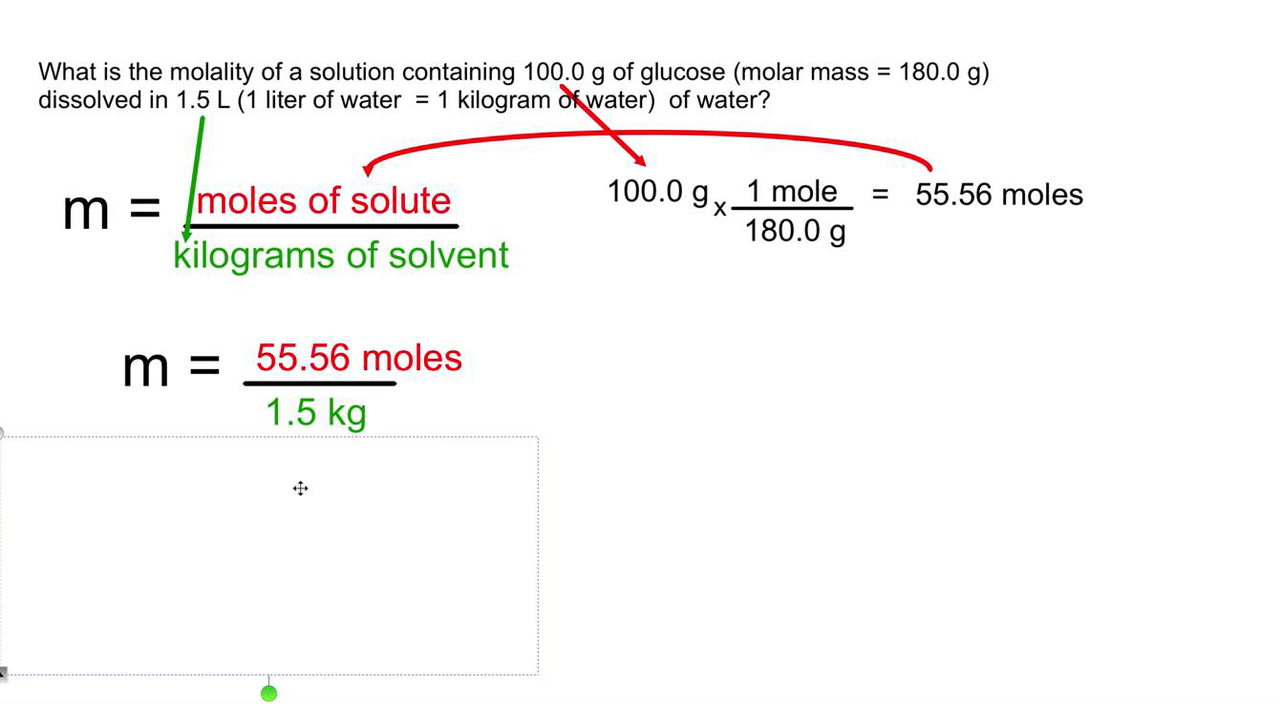 What is the molality of a solution containing 100.0 g of glucose (molar mass = 180.0 g)
dissolved in 1.5 L (1 liter of water = 1 kilogram of water) of water?
m = moles of solute
kilograms of solvent
100.0 g x 1 mole = 55.56 moles
180.0 g
m = 55.56 moles
1.5 kg